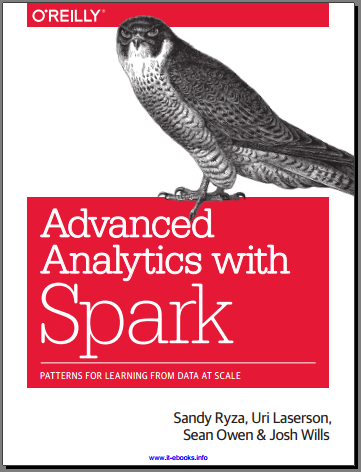 O'REILLY®
Advanced
Analytics with
Spark
PATTERNS FOR LEARNING FROM DATA AT SCALE
Sandy Ryza, Uri Laserson,
Sean Owen & Josh Wills
www.it-ebooks.info